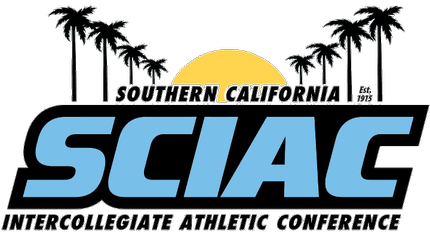 SOUTHERN CALIFORNIA
Est.
1915
SCIAC
INTERCOLLEGIATE ATHLETIC CONFERENCE